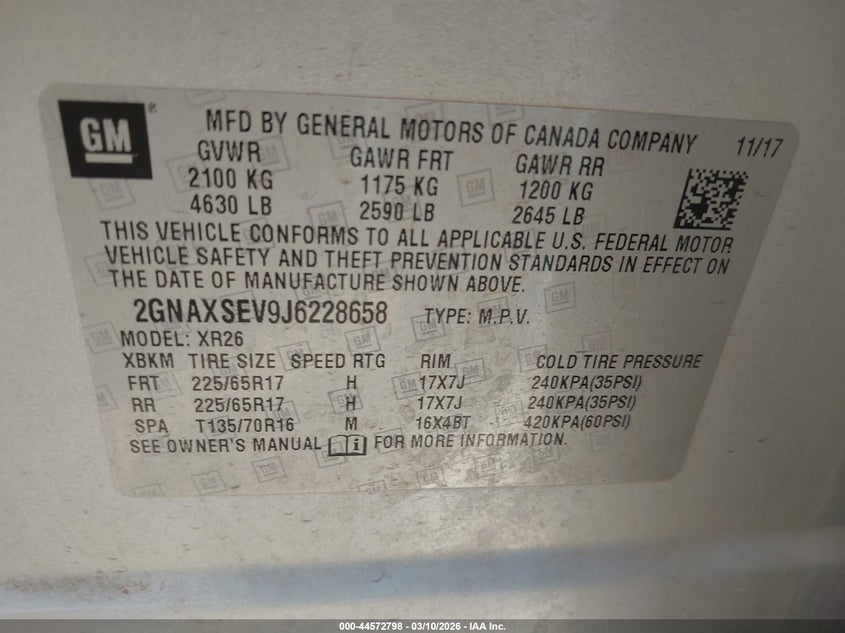 GM ®
MFD BY GENERAL MOTORS OF CANADA COMPANY 11/17
GVWR GAWR FRT GAWR RR
2100 KG 1175 KG 1200 KG
4630 LB 2590 LB 2645 LB
THIS VEHICLE CONFORMS TO ALL APPLICABLE U.S. FEDERAL MOTOR
VEHICLE SAFETY AND THEFT PREVENTION STANDARDS IN EFFECT ON
THE DATE OF MANUFACTURE SHOWN ABOVE.
2GNAXSEV9J6228658 TYPE: M.P.V.
MODEL: XR26
XBKM TIRE SIZE SPEED RTG RIM COLD TIRE PRESSURE
FRT 225/65R17 H 17X7J 240KPA(35PSI)
RR 225/65R17 H 17X7J 240KPA(35PSI)
SPA T135/70R16 M 16X4BT 420KPA(60PSI)
SEE OWNER'S MANUAL i FOR MORE INFORMATION.
000-44572798 - 03/10/2026 - IAA Inc.